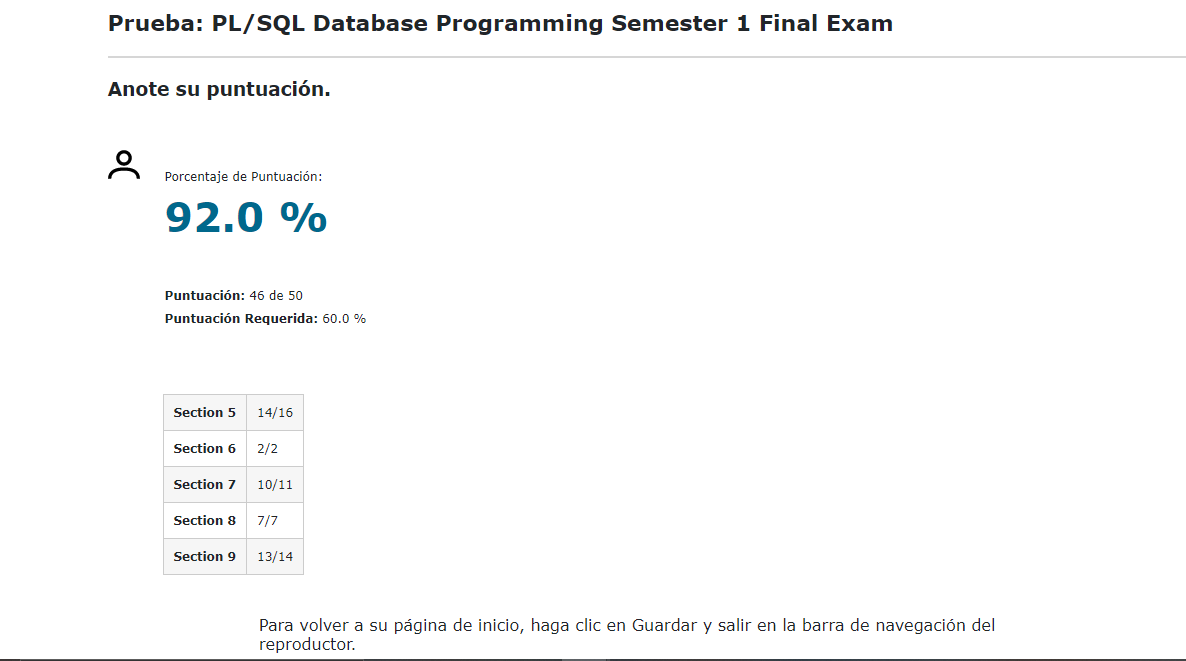 Prueba: PL/SQL Database Programming Semester 1 Final Exam
Anote su puntuación.
Porcentaje de Puntuación:
92.0 %
Puntuación: 46 de 50
Puntuación Requerida: 60.0 %
Section 5 14/16
Section 6 2/2
Section 7 10/11
Section 8 7/7
Section 9 13/14
Para volver a su página de inicio, haga clic en Guardar y salir en la barra de navegación del
reproductor.